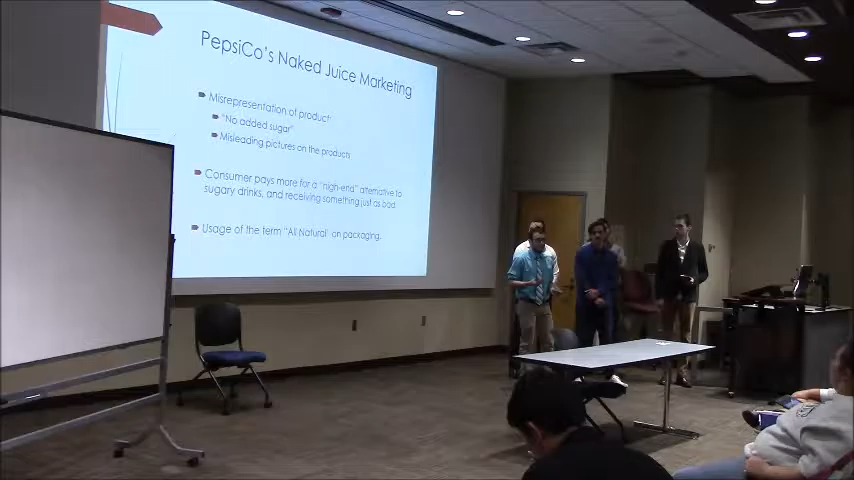 PepsiCo's Naked Juice Marketing
Misrepresentation of product:
"No added sugar"
Misleading pictures on the products
Consumer pays more for a "high-end" alternative to
sugary drinks, and receiving something just as bad.
Usage of the term "All Natural" on packaging.